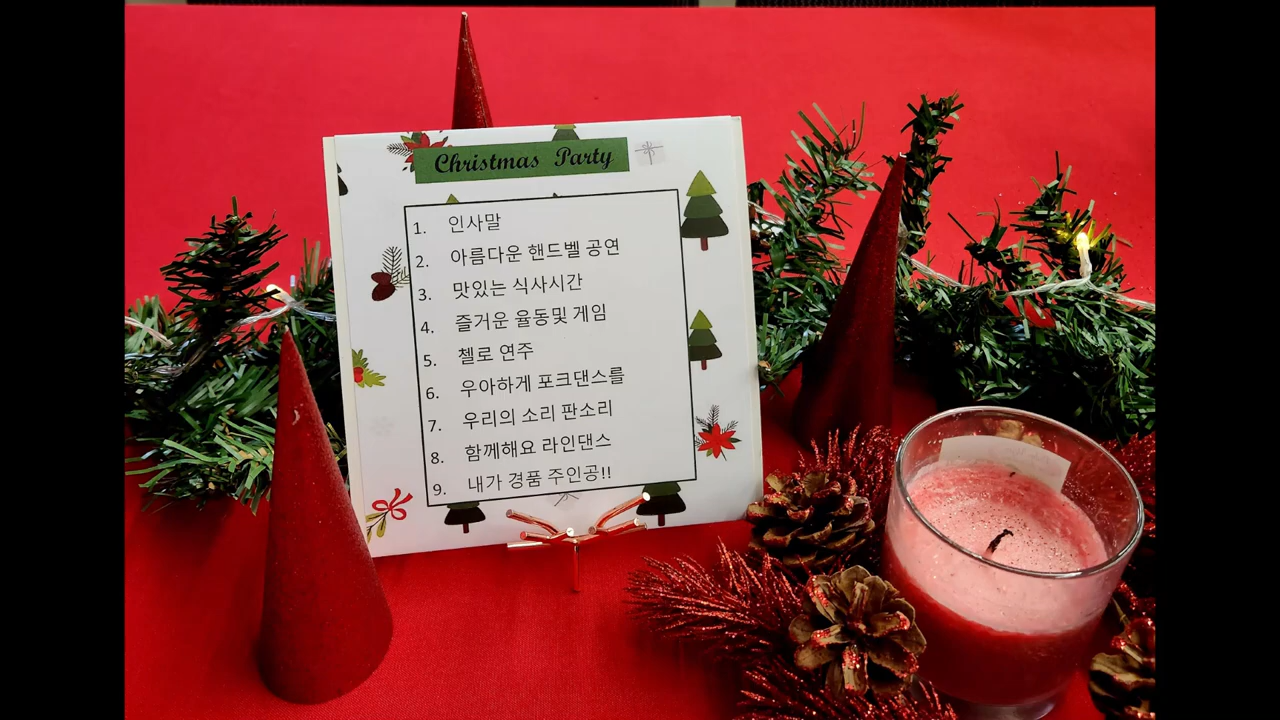 Christmas Party
1. 인사말
2. 아름다운 핸드벨 공연
3. 맛있는 식사시간
4. 즐거운 율동및 게임
5. 첼로 연주
6. 우아하게 포크댄스를
7. 우리의 소리 판소리
8. 함께해요 라인댄스
9. 내가 경품 주인공!!